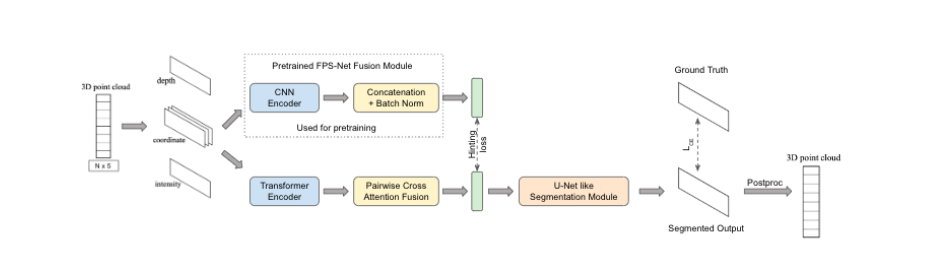 3D point cloud
N x 5
depth
coordinate
intensity
Pretrained FPS-Net Fusion Module
CNN
Encoder
Concatenation
+ Batch Norm
Used for pretraining
Transformer
Encoder
Pairwise Cross
Attention Fusion
Hinting
loss
U-Net like
Segmentation Module
Ground Truth
L_CE
Segmented Output
Postproc
3D point cloud